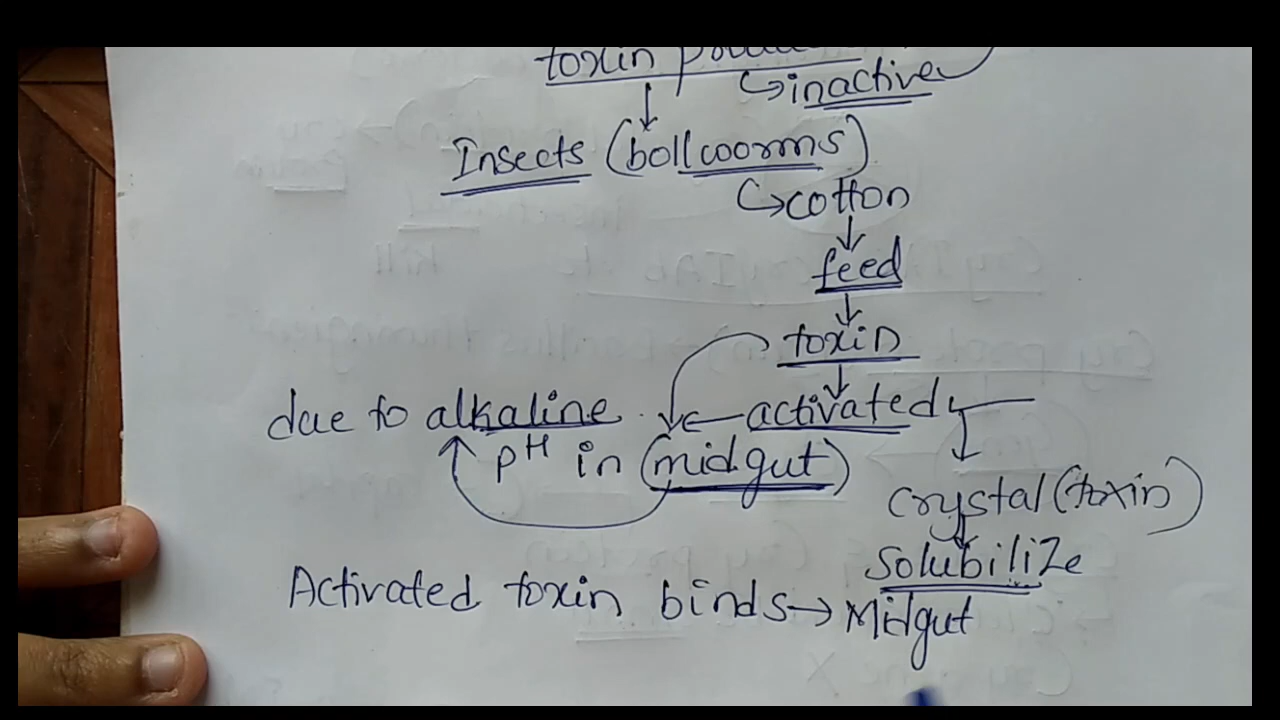 toxin
↳inactive
Insects (bollwoorms)
↳cotton
↓
feed
↓
toxin
↓
due to alkaline ← activated
pH in (midgut)
Crystal (toxin)
↓
Solubilize
Activated toxin binds → Midgut